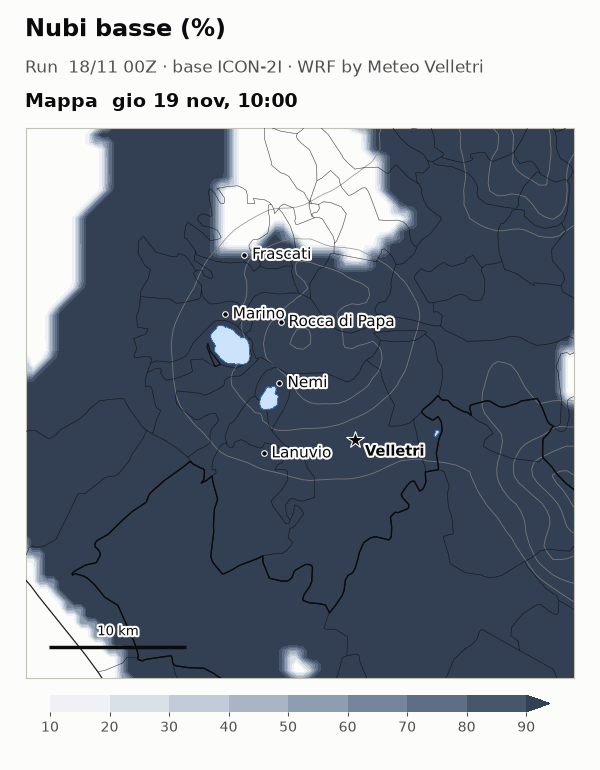 Nubi basse (%)
Run  18/11 00Z · base ICON-2I · WRF by Meteo Velletri
Mappa  gio 19 nov, 10:00
Frascati
Marino
Rocca di Papa
Nemi
Velletri
Lanuvio
10 km
10 20 30 40 50 60 70 80 90